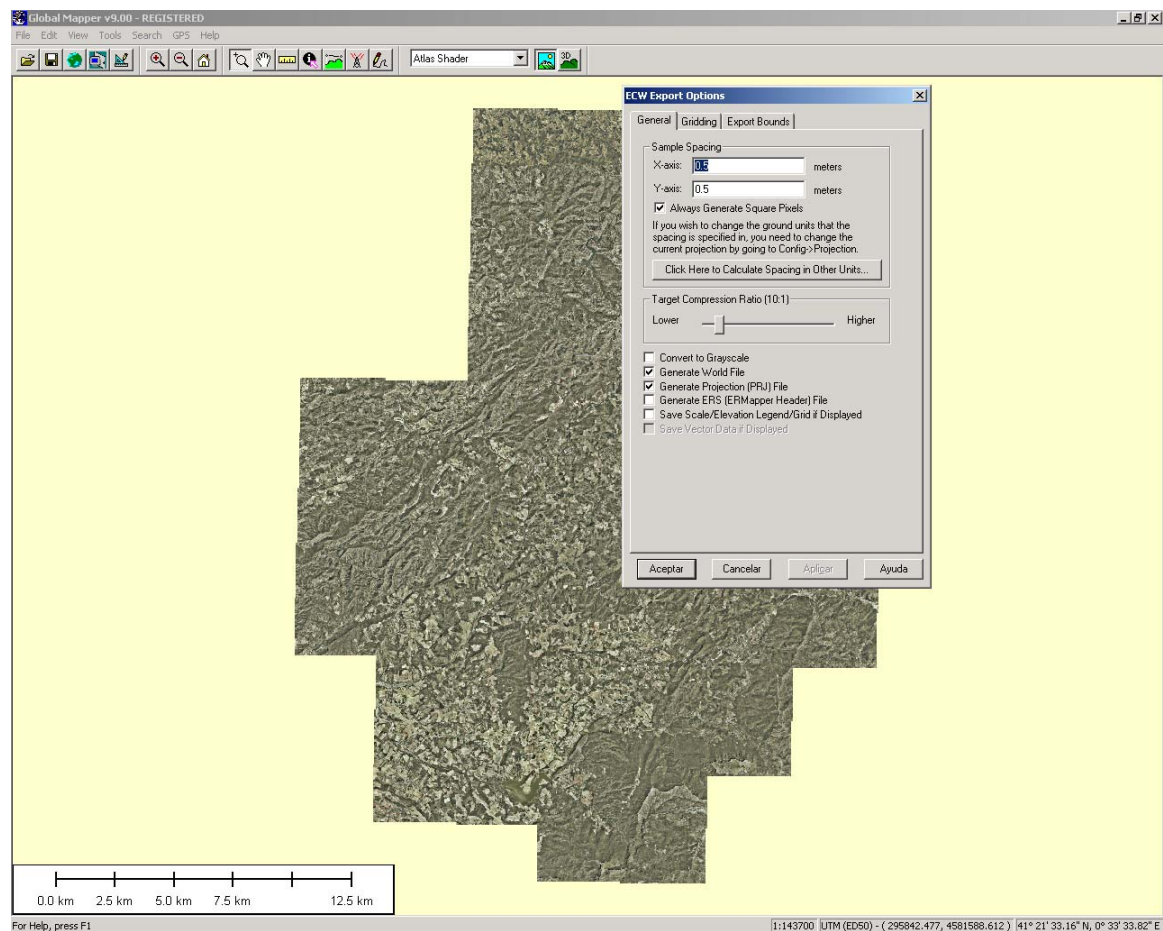 Global Mapper v9.00 - REGISTERED
File Edit View Tools Search GPS Help
Atlas Shader
3D
ECW Export Options
General Gridding Export Bounds
Sample Spacing
X-axis: 0.5 meters
Y-axis: 0.5 meters
Always Generate Square Pixels
If you wish to change the ground units that the
spacing is specified in, you need to change the
current projection by going to Config->Projection.
Click Here to Calculate Spacing in Other Units...
Target Compression Ratio (10:1)
Lower Higher
Convert to Grayscale
Generate World File
Generate Projection (PRJ) File
Generate ERS (ERMapper Header) File
Save Scale/Elevation Legend/Grid if Displayed
Save Vector Data if Displayed
Aceptar Cancelar Aplicar Ayuda
0.0 km 2.5 km 5.0 km 7.5 km 12.5 km
For Help, press F1 1:143700 UTM (ED50) - ( 295842.477, 4581588.612 ) 41° 21' 33.16" N, 0° 33' 33.82" E